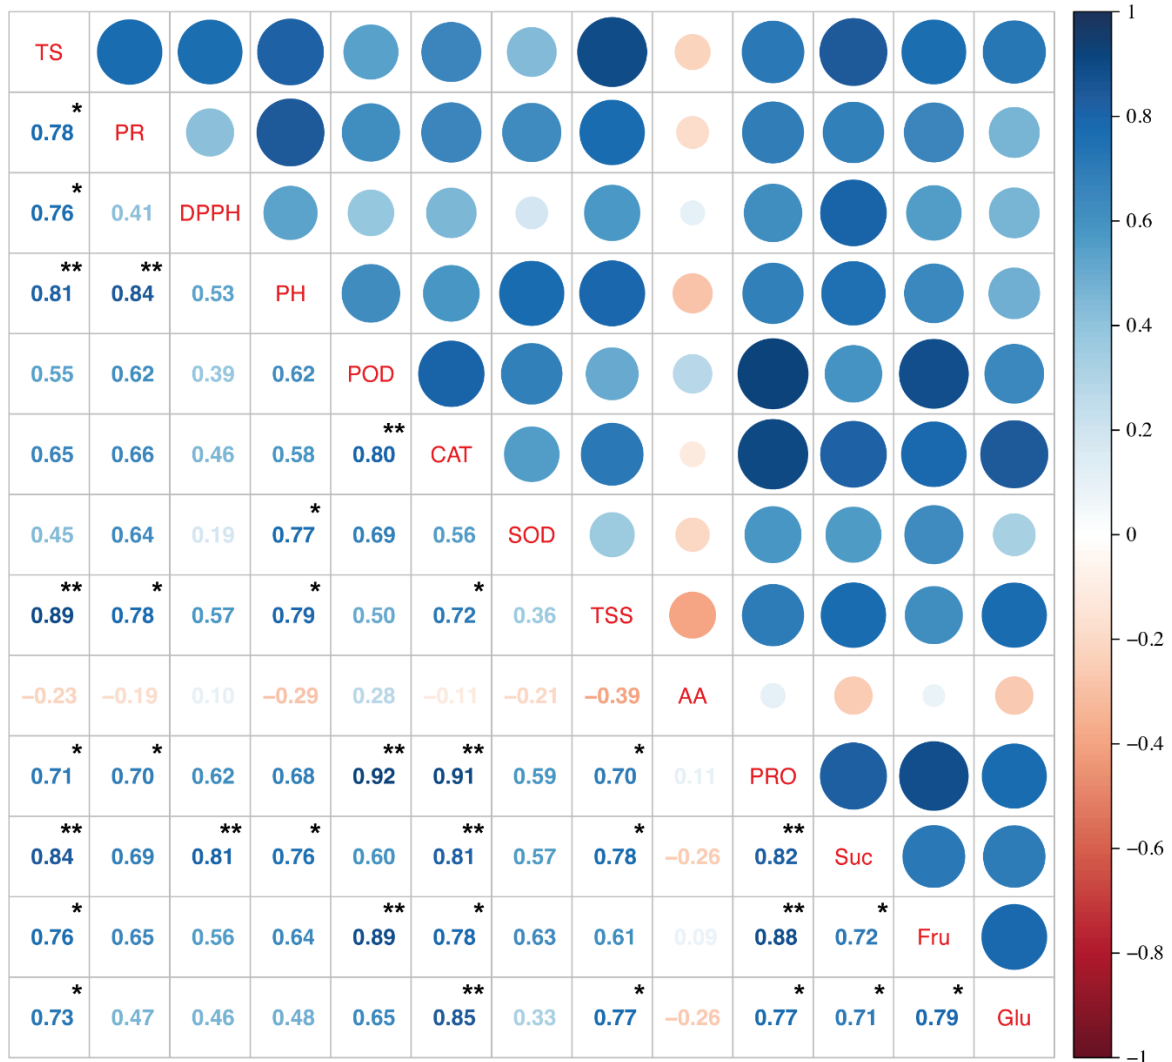 TS
* 
0.78 PR
*
0.76 0.41 DPPH
** **
0.81 0.84 0.53 PH
0.55 0.62 0.39 0.62 POD
**
0.65 0.66 0.46 0.58 0.80 CAT
*
0.45 0.64 0.19 0.77 0.69 0.56 SOD
** * * *
0.89 0.78 0.57 0.79 0.50 0.72 0.36 TSS
−0.23 −0.19 0.10 −0.29 0.28 −0.11 −0.21 −0.39 AA
* * ** ** *
0.71 0.70 0.62 0.68 0.92 0.91 0.59 0.70 0.11 PRO
** ** * ** * **
0.84 0.69 0.81 0.76 0.60 0.81 0.57 0.78 −0.26 0.82 Suc
* ** * ** *
0.76 0.65 0.56 0.64 0.89 0.78 0.63 0.61 0.09 0.88 0.72 Fru
* ** * * * *
0.73 0.47 0.46 0.48 0.65 0.85 0.33 0.77 −0.26 0.77 0.71 0.79 Glu
1
0.8
0.6
0.4
0.2
0
−0.2
−0.4
−0.6
−0.8
−1